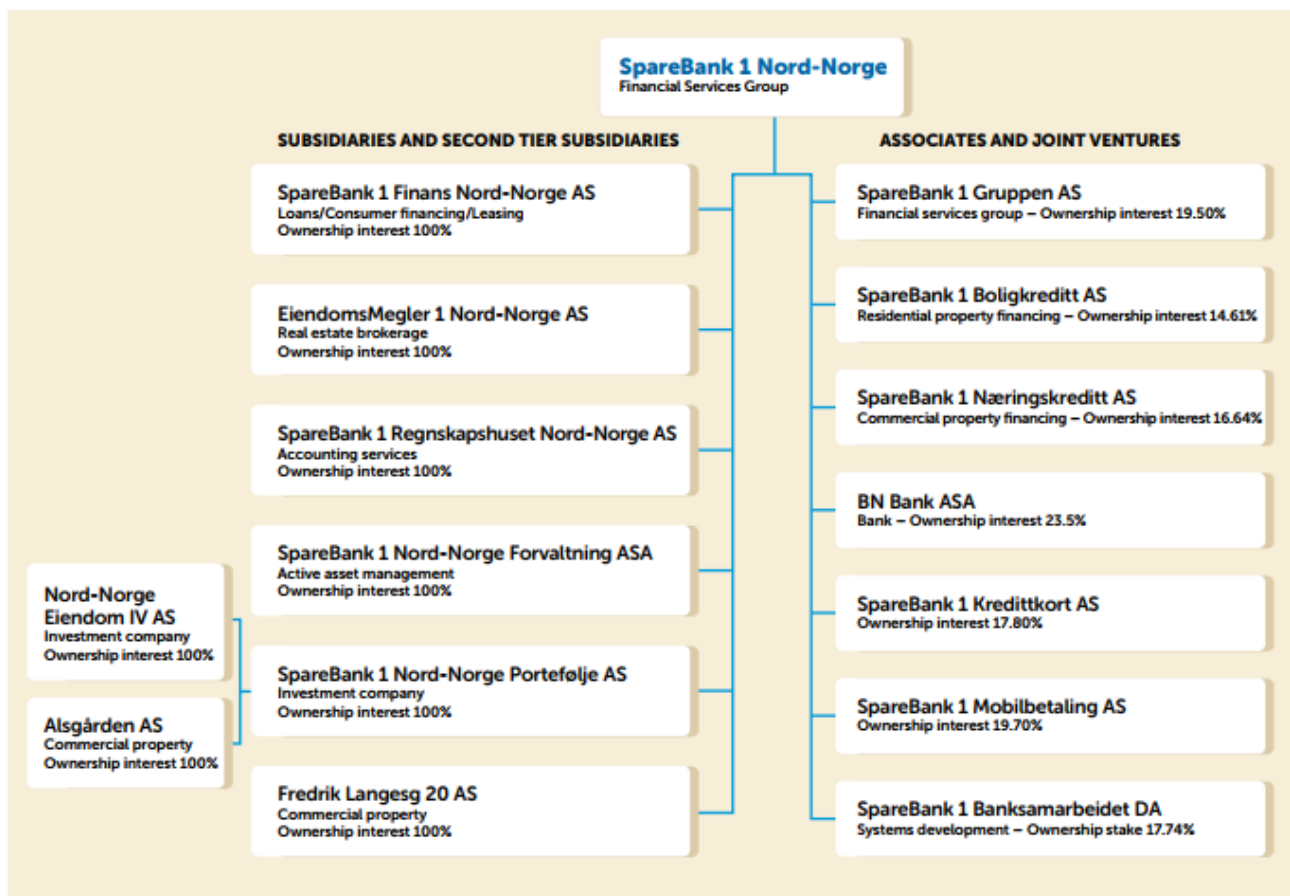 SpareBank 1 Nord-Norge
Financial Services Group
SUBSIDIARIES AND SECOND TIER SUBSIDIARIES
SpareBank 1 Finans Nord-Norge AS
Loans/Consumer financing/Leasing
Ownership interest 100%
EiendomsMegler 1 Nord-Norge AS
Real estate brokerage
Ownership interest 100%
SpareBank 1 Regnskapshuset Nord-Norge AS
Accounting services
Ownership interest 100%
SpareBank 1 Nord-Norge Forvaltning ASA
Active asset management
Ownership interest 100%
SpareBank 1 Nord-Norge Portefølje AS
Investment company
Ownership interest 100%
Nord-Norge
Eiendom IV AS
Investment company
Ownership interest 100%
Alsgården AS
Commercial property
Ownership interest 100%
Fredrik Langesg 20 AS
Commercial property
Ownership interest 100%
ASSOCIATES AND JOINT VENTURES
SpareBank 1 Gruppen AS
Financial services group – Ownership interest 19.50%
SpareBank 1 Boligkreditt AS
Residential property financing – Ownership interest 14.61%
SpareBank 1 Næringskreditt AS
Commercial property financing – Ownership interest 16.64%
BN Bank ASA
Bank – Ownership interest 23.5%
SpareBank 1 Kredittkort AS
Ownership interest 17.80%
SpareBank 1 Mobilbetaling AS
Ownership interest 19.70%
SpareBank 1 Banksamarbeidet DA
Systems development – Ownership stake 17.74%